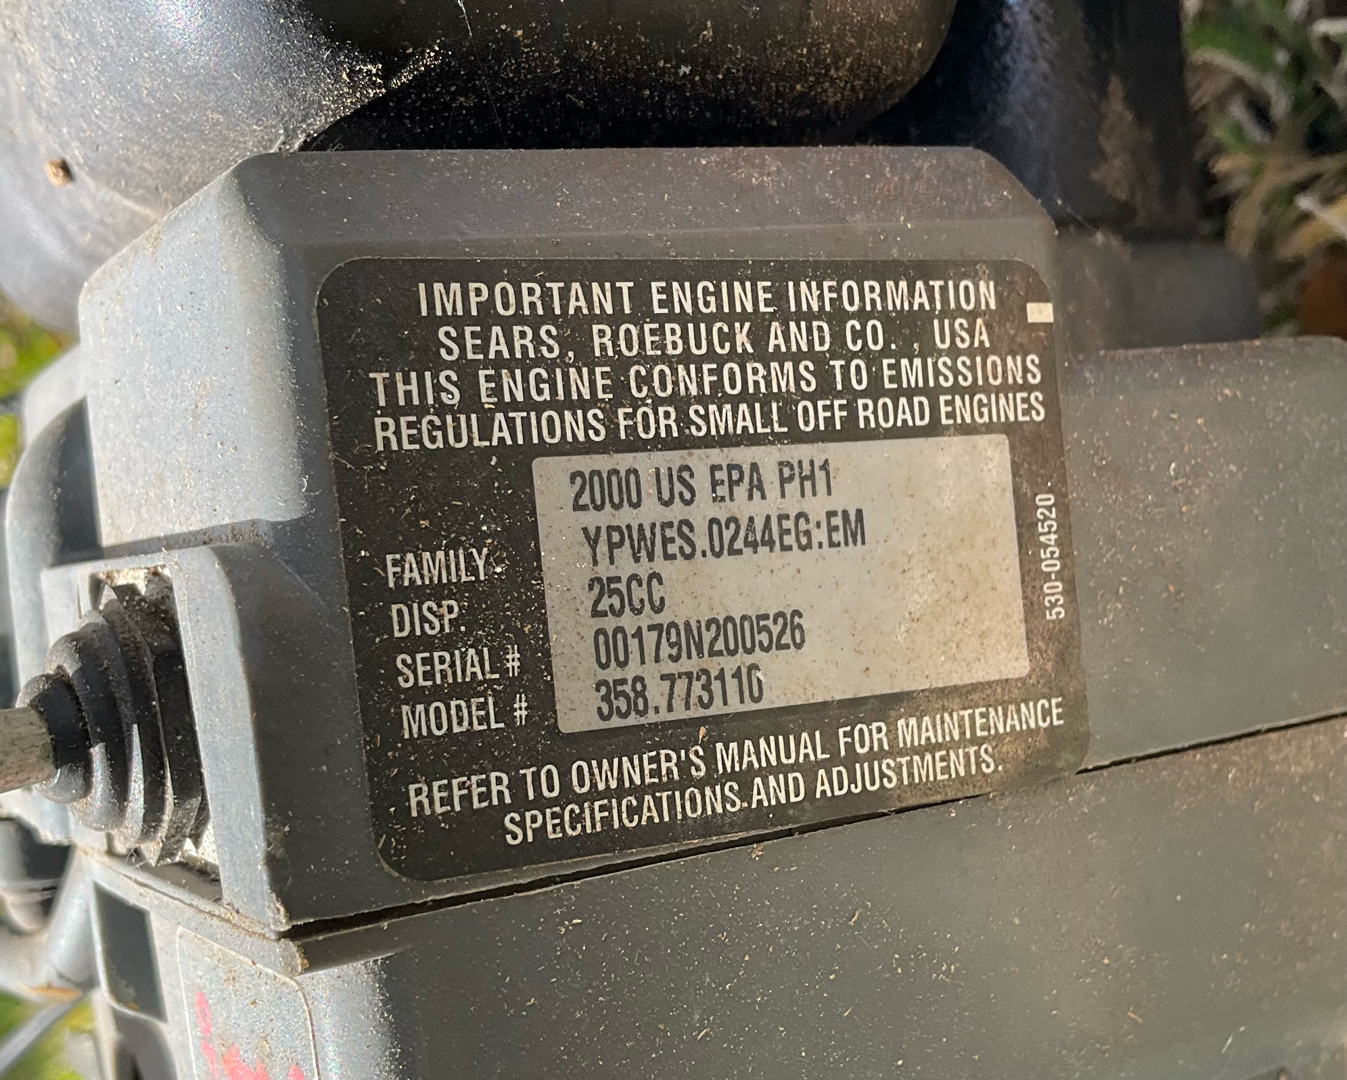 IMPORTANT ENGINE INFORMATION
SEARS, ROEBUCK AND CO. , USA
THIS ENGINE CONFORMS TO EMISSIONS
REGULATIONS FOR SMALL OFF ROAD ENGINES
2000 US EPA PH1
FAMILY YPWES.0244EG:EM
DISP. 25CC
SERIAL # 00179N200526
MODEL # 358.773110
REFER TO OWNER'S MANUAL FOR MAINTENANCE
SPECIFICATIONS AND ADJUSTMENTS.
530-054520